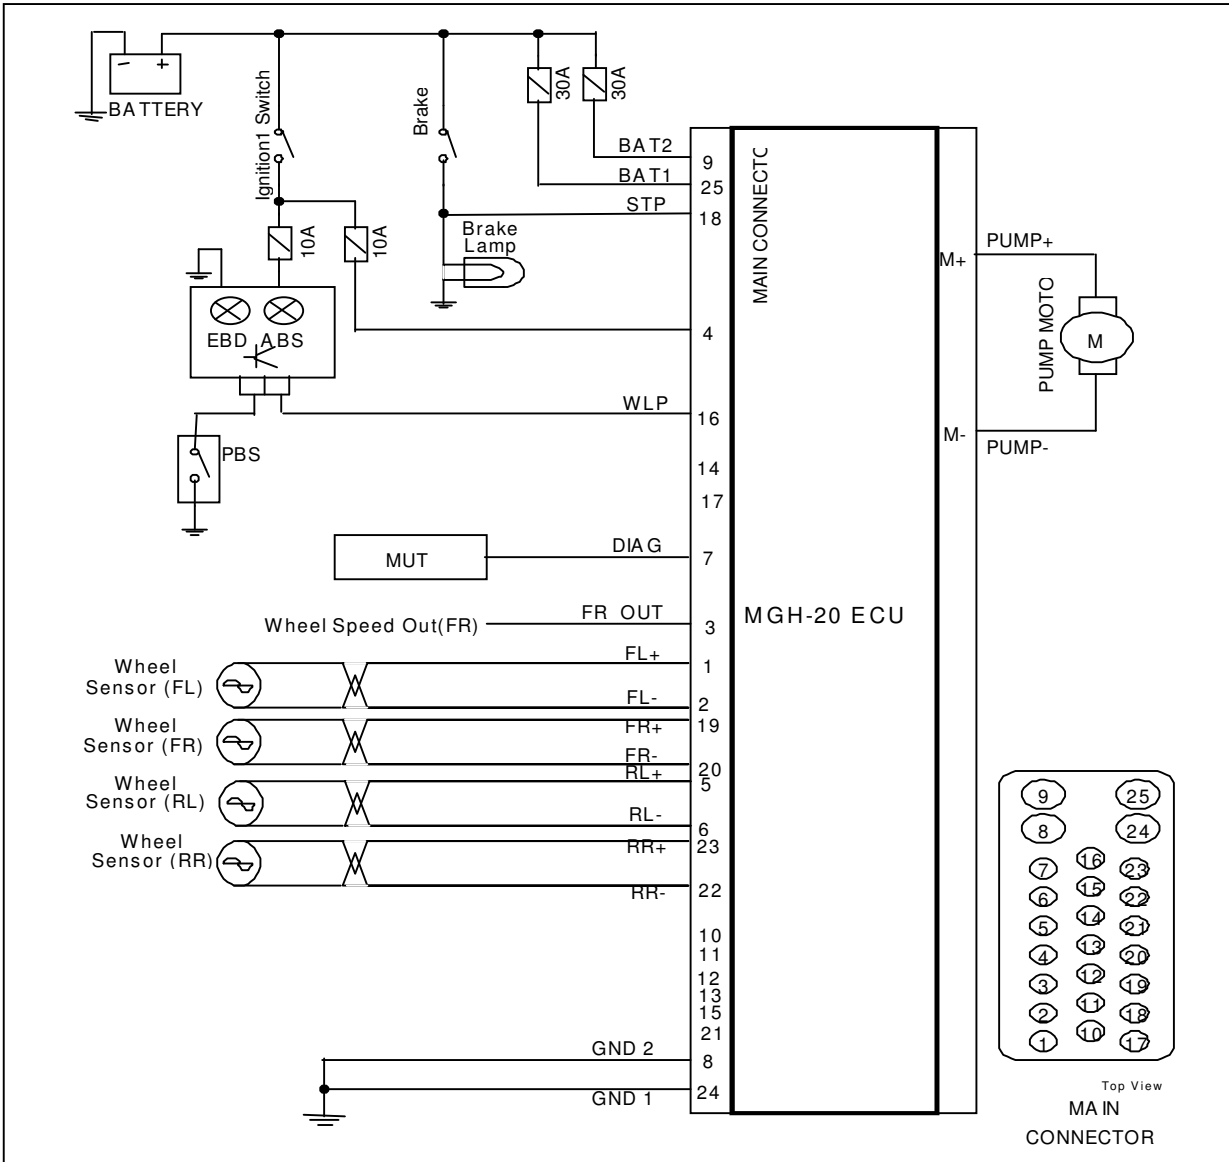 BATTERY
- +
Ignition1 Switch
Brake
30A
30A
10A
10A
BAT2
9
BAT1
25
STP
18
Brake
Lamp
EBD ABS
4
WLP
16
PBS
14
17
MUT
DIAG
7
Wheel Speed Out(FR)
FR OUT
3
Wheel
Sensor (FL)
FL+
1
FL-
2
Wheel
Sensor (FR)
FR+
19
FR-
20
Wheel
Sensor (RL)
RL+
5
RL-
6
Wheel
Sensor (RR)
RR+
23
RR-
22
10
11
12
13
15
21
GND 2
8
GND 1
24
MAIN CONNECTC
MGH-20 ECU
M+
PUMP+
PUMP MOTO
M
M-
PUMP-
9 25
8 24
7 16 23
6 15 22
5 14 21
4 13 20
3 12 19
2 11 18
1 10 17
Top View
MAIN
CONNECTOR